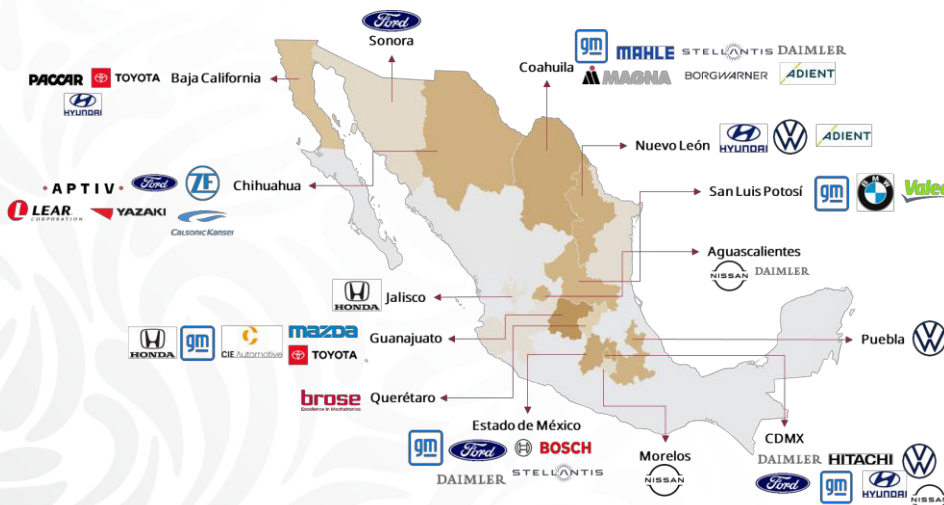 Ford
Sonora
gm
MAHLE
STELLANTIS
DAIMLER
Coahuila
MAGNA
BORGWARNER
ADIENT
PACCAR
TOYOTA
Baja California
HYUNDAI
Nuevo León
HYUNDAI
ADIENT
• APTIV •
Ford
ZF
Chihuahua
LEAR
CORPORATION
YAZAKI
CALSONIC KANSEI
San Luis Potosí
gm
BMW
Valeo
Aguascalientes
NISSAN
DAIMLER
HONDA
Jalisco
HONDA
gm
CIE Automotive
mazda
TOYOTA
Guanajuato
Puebla
brose
Excellence in Mechatronics
Querétaro
Estado de México
gm
Ford
BOSCH
DAIMLER
STELLANTIS
Morelos
NISSAN
CDMX
DAIMLER
HITACHI
Ford
gm
HYUNDAI
NISSAN